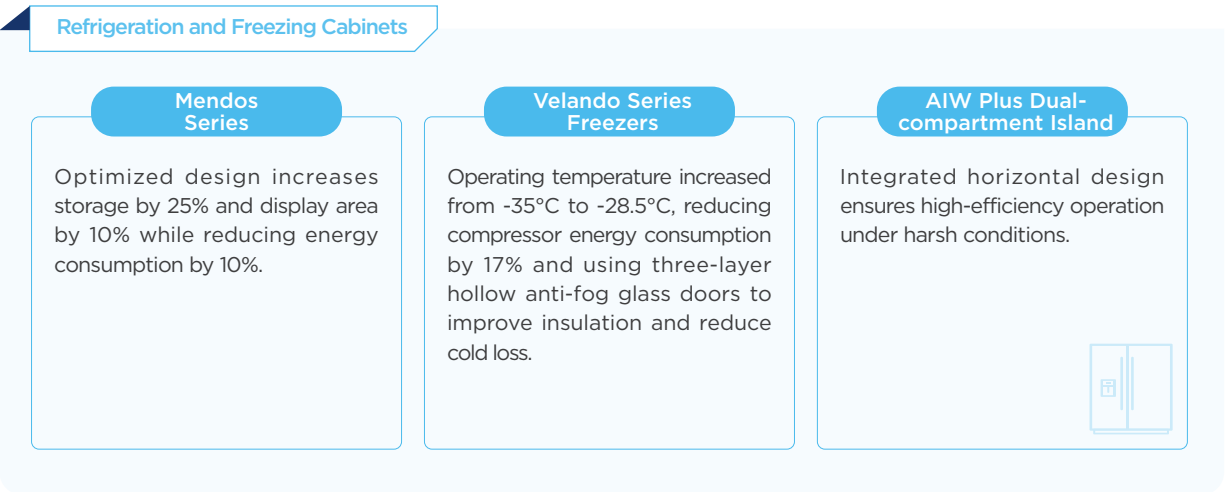 Refrigeration and Freezing Cabinets
Mendos
Series
Optimized design increases
storage by 25% and display area
by 10% while reducing energy
consumption by 10%.
Velando Series
Freezers
Operating temperature increased
from -35°C to -28.5°C, reducing
compressor energy consumption
by 17% and using three-layer
hollow anti-fog glass doors to
improve insulation and reduce
cold loss.
AIW Plus Dual-
compartment Island
Integrated horizontal design
ensures high-efficiency operation
under harsh conditions.